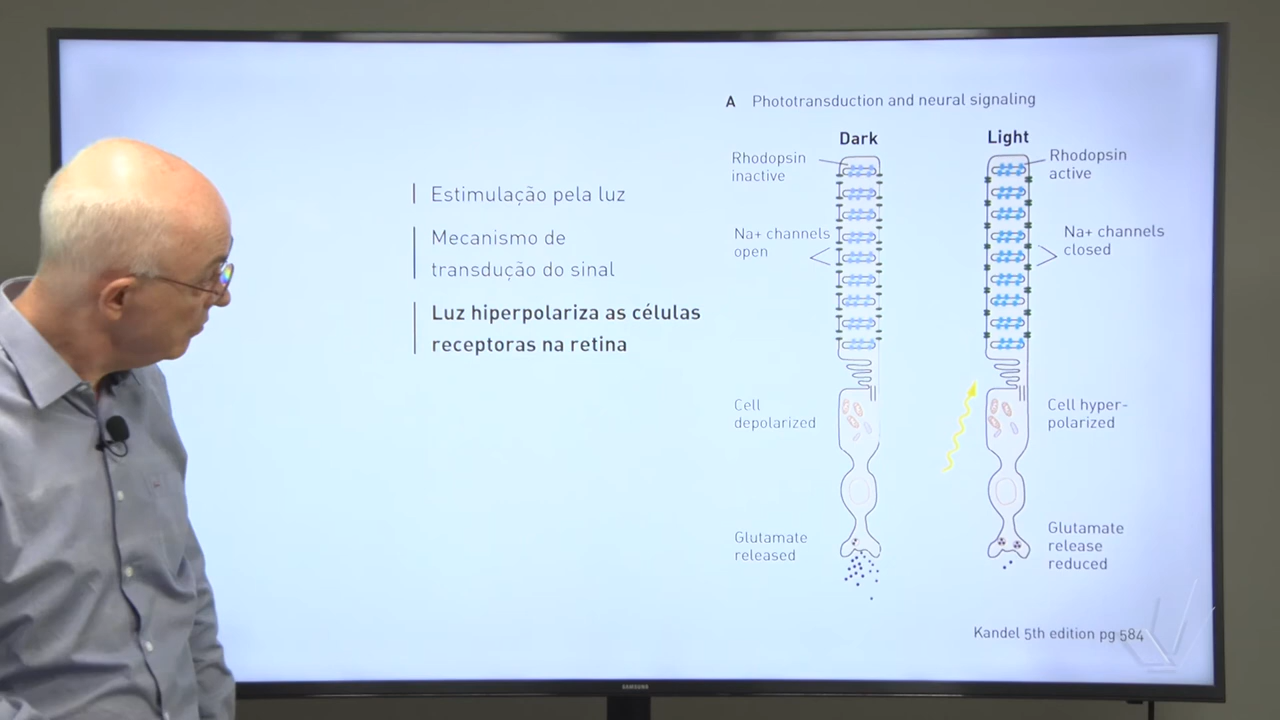 A Phototransduction and neural signaling
Dark
Light
Rhodopsin
inactive
Rhodopsin
active
Na+ channels
open
Na+ channels
closed
Estimulação pela luz
Mecanismo de
transdução do sinal
Luz hiperpolariza as células
receptoras na retina
Cell
depolarized
Cell hyper-
polarized
Glutamate
released
Glutamate
release
reduced
Kandel 5th edition pg 584
SAMSUNG